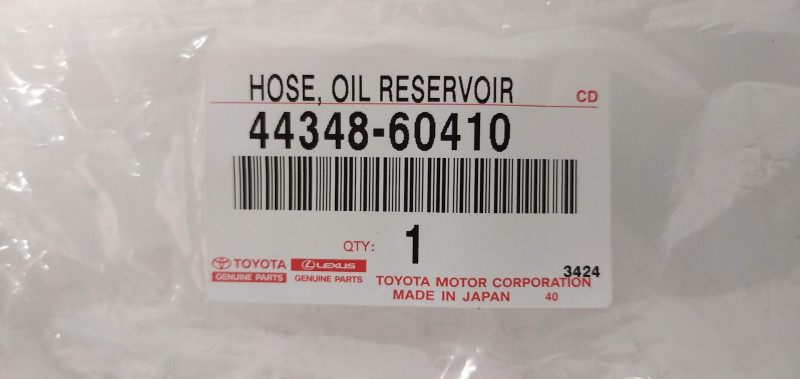 HOSE, OIL RESERVOIR CD
44348-60410
QTY: 1
TOYOTA LEXUS
GENUINE PARTS GENUINE PARTS
3424
TOYOTA MOTOR CORPORATION
MADE IN JAPAN 40